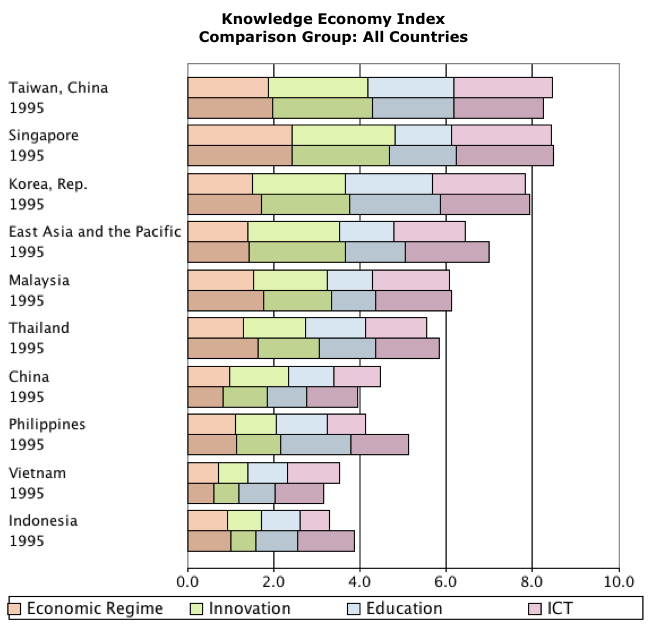 Knowledge Economy Index
Comparison Group: All Countries
Taiwan, China
1995
Singapore
1995
Korea, Rep.
1995
East Asia and the Pacific
1995
Malaysia
1995
Thailand
1995
China
1995
Philippines
1995
Vietnam
1995
Indonesia
1995
0.0 2.0 4.0 6.0 8.0 10.0
Economic Regime Innovation Education ICT